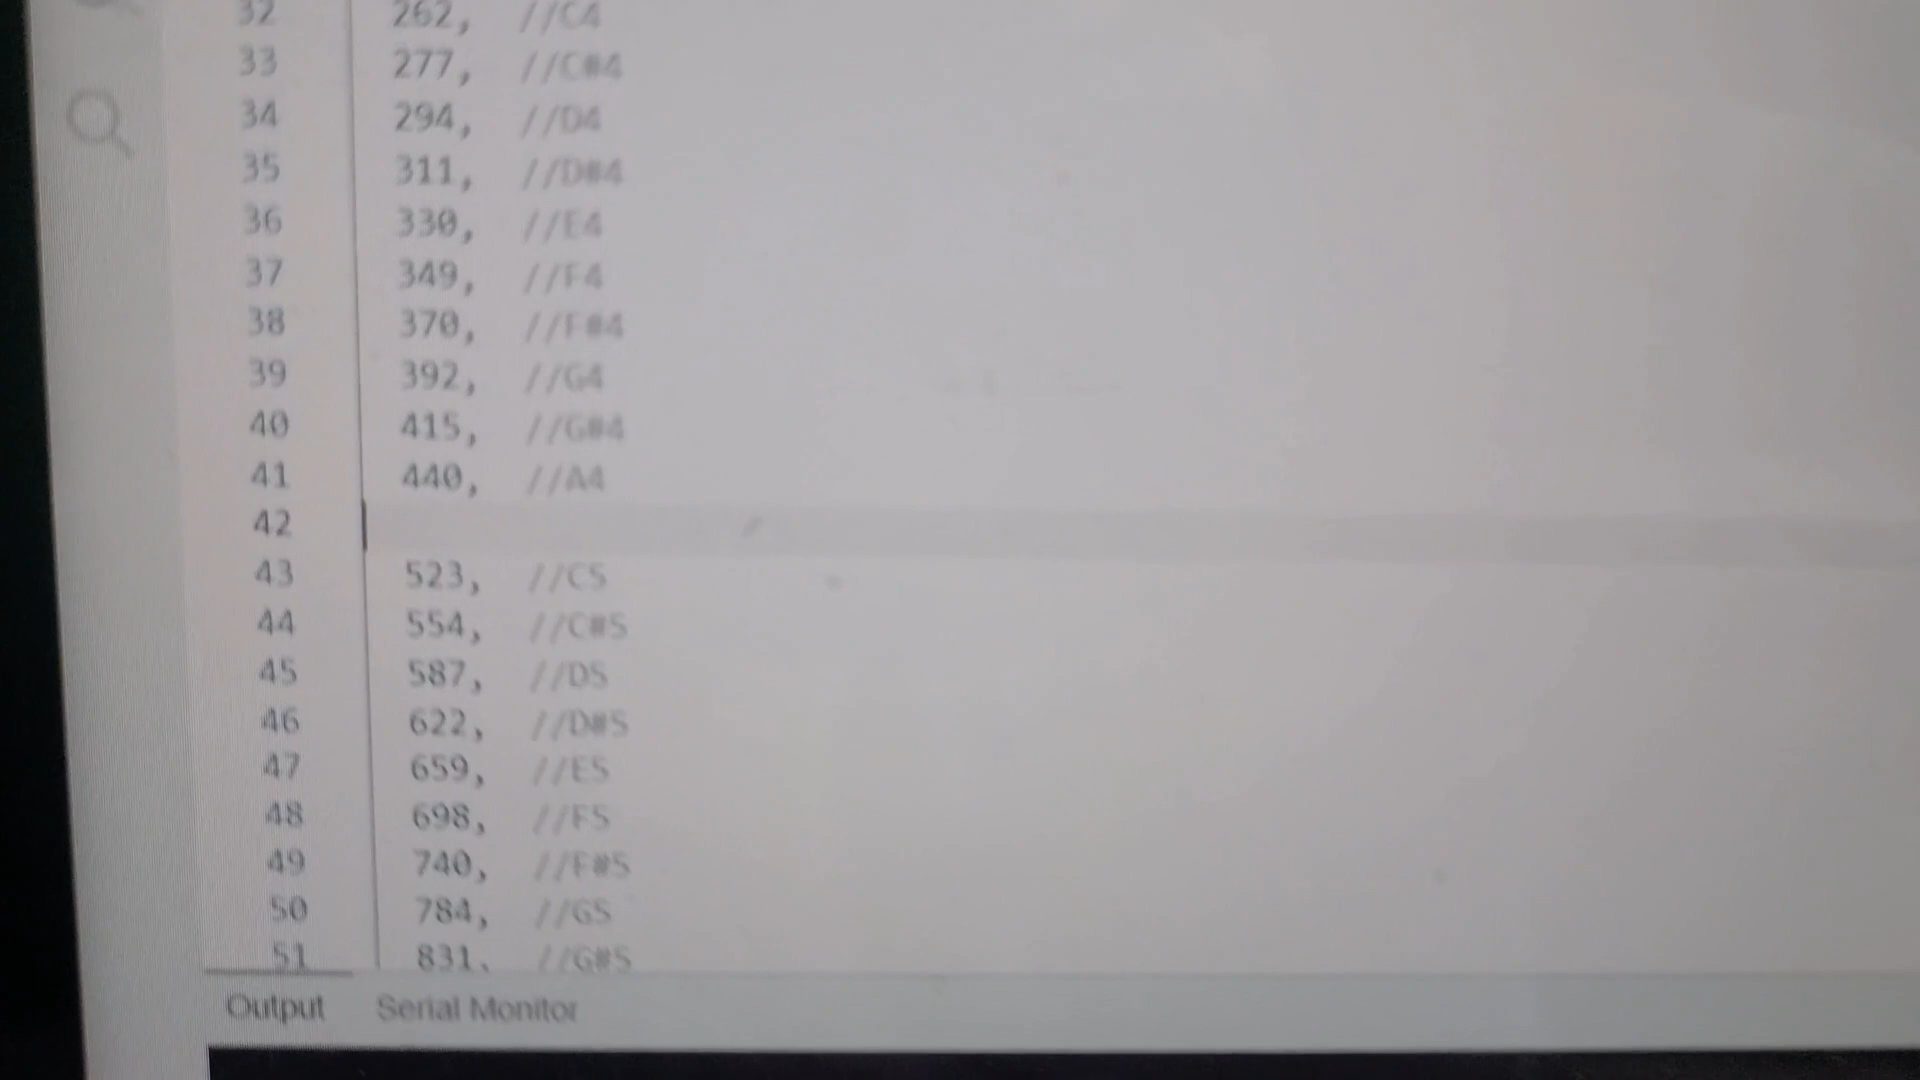 32 262, //C4
33 277, //C#4
34 294, //D4
35 311, //D#4
36 330, //E4
37 349, //F4
38 370, //F#4
39 392, //G4
40 415, //G#4
41 440, //A4
42
43 523, //C5
44 554, //C#5
45 587, //D5
46 622, //D#5
47 659, //E5
48 698, //F5
49 740, //F#5
50 784, //G5
51 831, //G#5
Output Serial Monitor